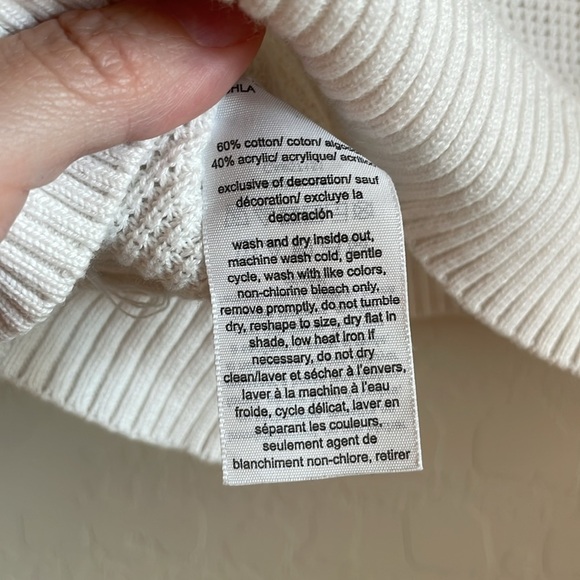 HLA
60% cotton/ coton/
40% acrylic/ acrylique/
exclusive of decoration/ sauf
décoration/ excluye la
decoración
wash and dry inside out,
machine wash cold, gentle
cycle, wash with like colors,
non-chlorine bleach only,
remove promptly, do not tumble
dry, reshape to size, dry flat in
shade, low heat iron if
necessary, do not dry
clean/laver et sécher à l'envers,
laver à la machine à l'eau
froide, cycle délicat, laver en
séparant les couleurs,
seulement agent de
blanchiment non-chlore, retirer